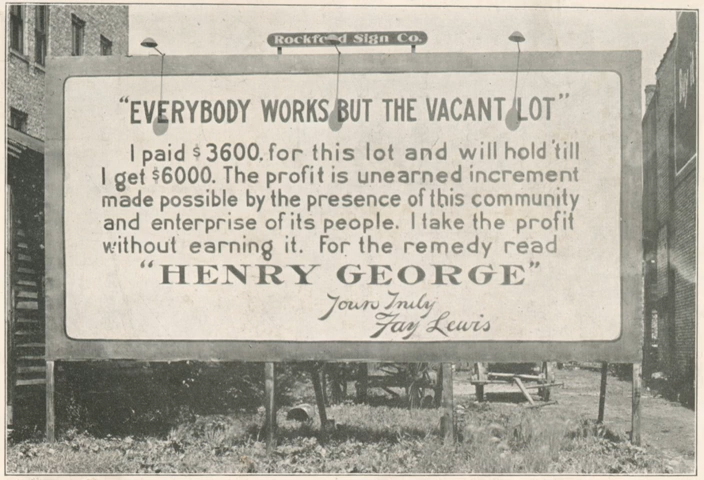 Rockford Sign Co.
"EVERYBODY WORKS BUT THE VACANT LOT"
I paid $3600. for this lot and will hold 'till
I get $6000. The profit is unearned increment
made possible by the presence of this community
and enterprise of its people. I take the profit
without earning it. For the remedy read
"HENRY GEORGE"
Yours Truly
Fay Lewis